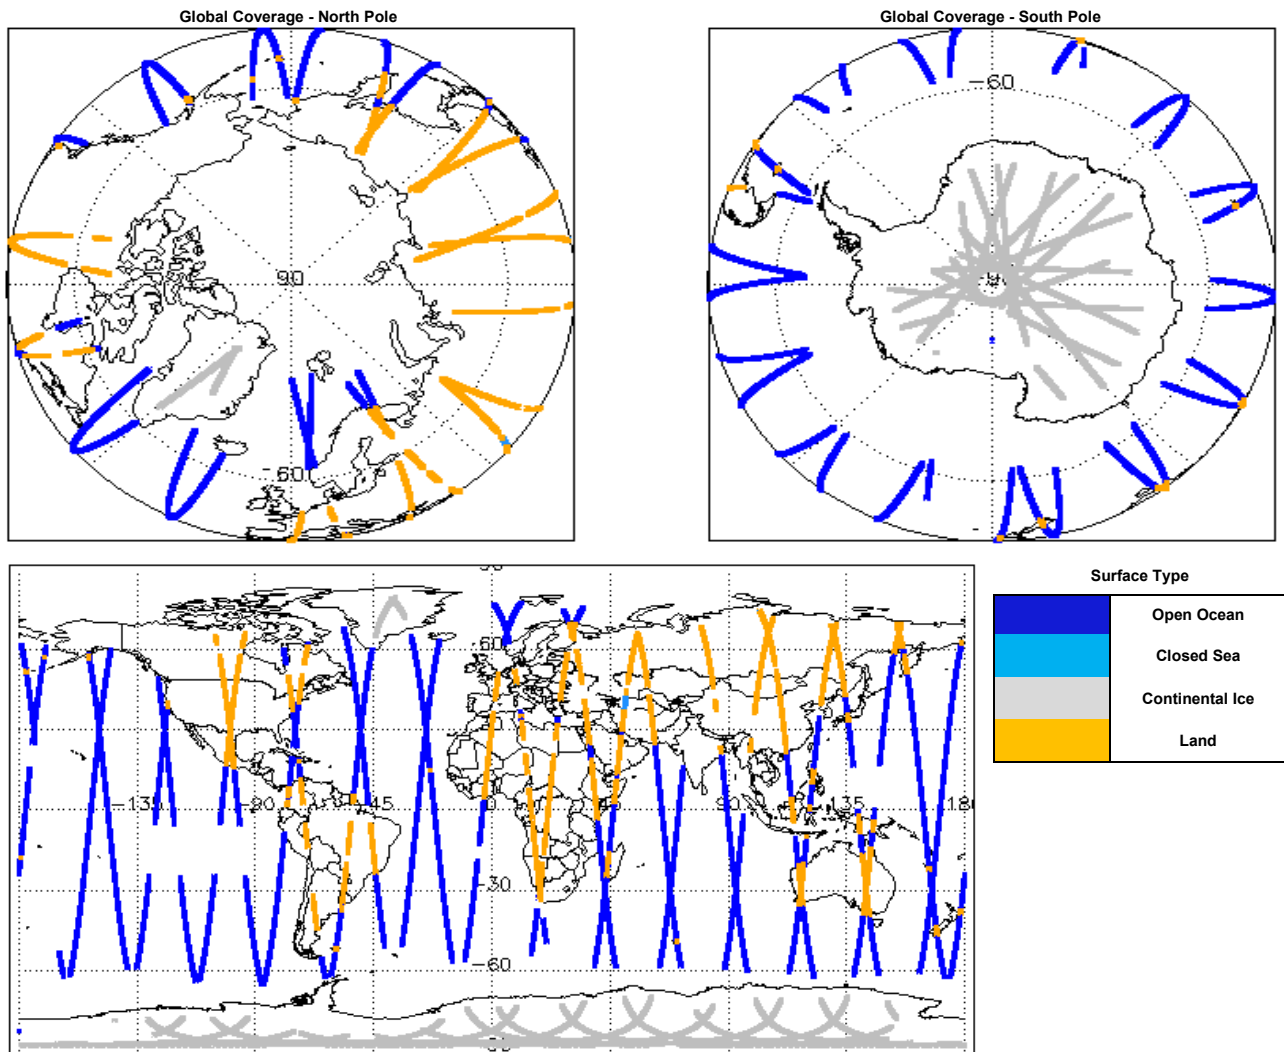 Global Coverage - North Pole
Global Coverage - South Pole
90
-60
-60
Surface Type
Open Ocean
Closed Sea
Continental Ice
Land
60
-135
-90
-45
0
45
90
135
180
-30
-60